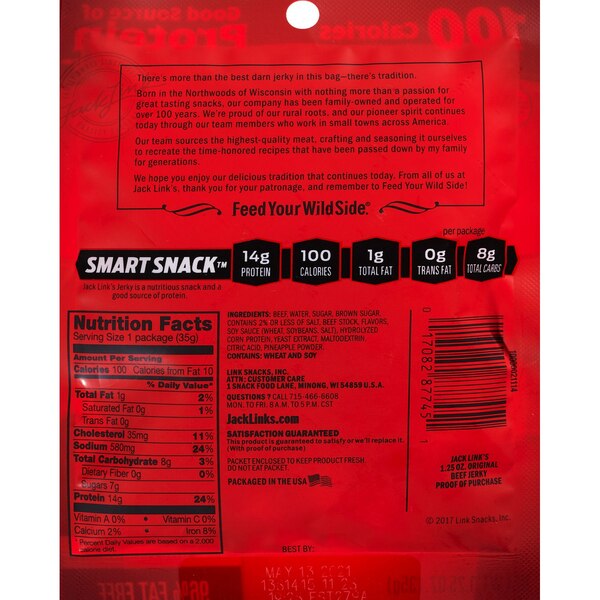 There's more than the best darn jerky in this bag—there's tradition.
Born in the Northwoods of Wisconsin with nothing more than a passion for
great tasting snacks, our company has been family-owned and operated for
over 100 years. We're proud of our rural roots, and our pioneer spirit continues
today through our team members who work in small towns across America.
Our team sources the highest-quality meat, crafting and seasoning it ourselves
to recreate the time-honored recipes that have been passed down by my family
for generations.
We hope you enjoy our delicious tradition that continues today. From all of us at
Jack Link's, thank you for your patronage, and remember to Feed Your Wild Side!
Feed Your Wild Side.®
per package
SMART SNACK™
14g PROTEIN
100 CALORIES
1g TOTAL FAT
0g TRANS FAT
8g TOTAL CARBS
Jack Link's Jerky is a nutritious snack and a
good source of protein.
Nutrition Facts
Serving Size 1 package (35g)
Amount Per Serving
Calories 100 Calories from Fat 10
% Daily Value*
Total Fat 1g 2%
Saturated Fat 0g 1%
Trans Fat 0g
Cholesterol 35mg 11%
Sodium 580mg 24%
Total Carbohydrate 8g 3%
Dietary Fiber 0g 0%
Sugars 7g
Protein 14g 24%
Vitamin A 0% • Vitamin C 0%
Calcium 2% • Iron 8%
*Percent Daily Values are based on a 2,000
calorie diet.
INGREDIENTS: BEEF, WATER, SUGAR, BROWN SUGAR,
CONTAINS 2% OR LESS OF SALT, BEEF STOCK, FLAVORS,
SOY SAUCE (WHEAT, SOYBEANS, SALT), HYDROLYZED
CORN PROTEIN, YEAST EXTRACT, MALTODEXTRIN
CITRIC ACID, PINEAPPLE POWDER.
CONTAINS: WHEAT AND SOY
LINK SNACKS, INC.
ATTN: CUSTOMER CARE
1 SNACK FOOD LANE, MINONG, WI 54859 U.S.A.
QUESTIONS? CALL 715-466-6608
MON. TO FRI. 8 A.M. TO 5 P.M. CST
JackLinks.com
SATISFACTION GUARANTEED
This product is guaranteed to satisfy or we'll replace it.
(With proof of purchase)
PACKET ENCLOSED TO KEEP PRODUCT FRESH
DO NOT EAT PACKET.
PACKAGED IN THE USA
0 17082 87745 1
JACK LINK'S
1.25 OZ. ORIGINAL
BEEF JERKY
PROOF OF PURCHASE
© 2017 Link Snacks, Inc.
BEST BY:
MAY 13 2021